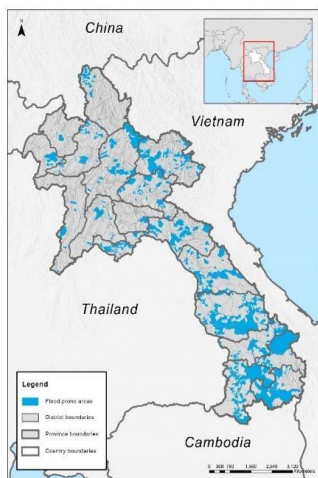 China
N
Vietnam
Thailand
Legend
Flood prone areas
District boundaries
Province boundaries
Country boundaries
Cambodia
Kilometers